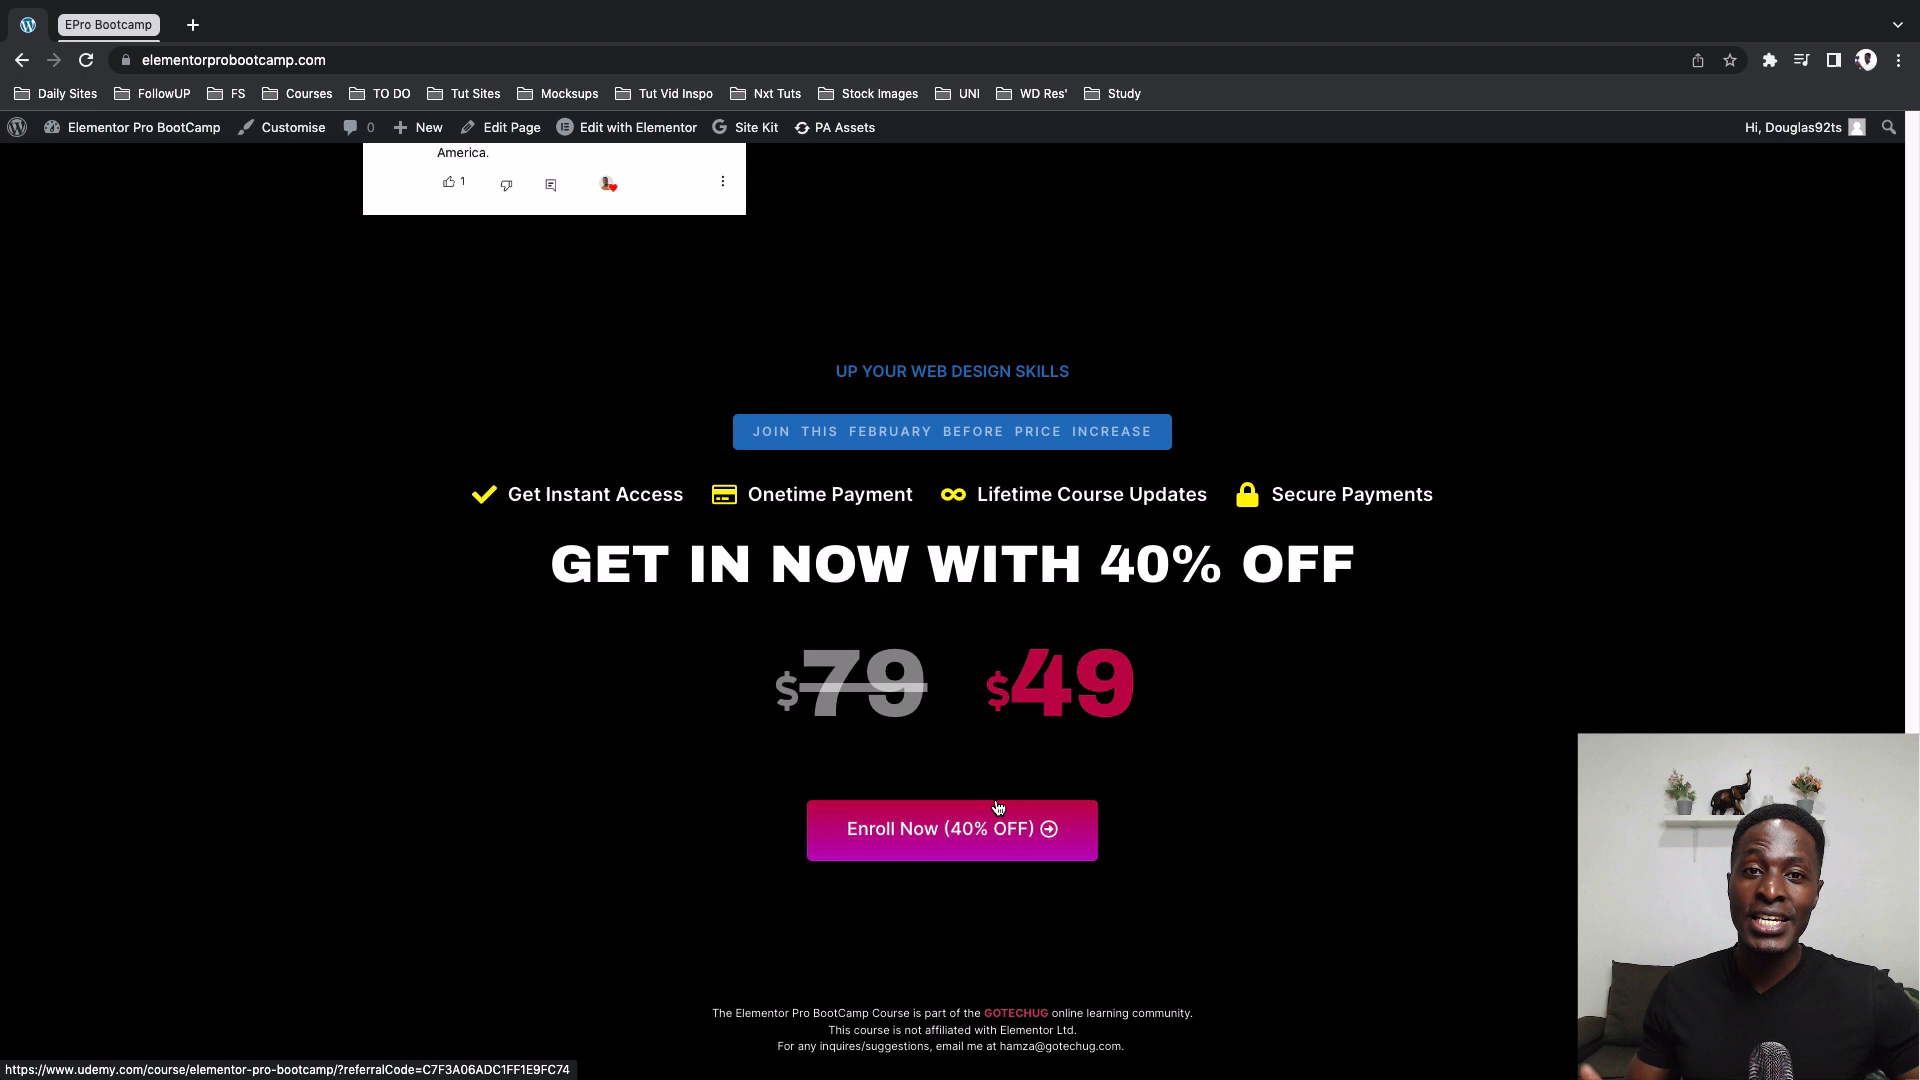 EPro Bootcamp
elementorprobootcamp.com
Daily Sites FollowUP FS Courses TO DO Tut Sites Mocksups Tut Vid Inspo Nxt Tuts Stock Images UNI WD Res' Study
Elementor Pro BootCamp Customise 0 New Edit Page Edit with Elementor Site Kit PA Assets Hi, Douglas92ts
America.
1
UP YOUR WEB DESIGN SKILLS
JOIN THIS FEBRUARY BEFORE PRICE INCREASE
Get Instant Access Onetime Payment Lifetime Course Updates Secure Payments
GET IN NOW WITH 40% OFF
$79 $49
Enroll Now (40% OFF)
The Elementor Pro BootCamp Course is part of the GOTECHUG online learning community.
This course is not affiliated with Elementor Ltd.
For any inquires/suggestions, email me at hamza@gotechug.com.
https://www.udemy.com/course/elementor-pro-bootcamp/?referralCode=C7F3A06ADC1FF1E9FC74